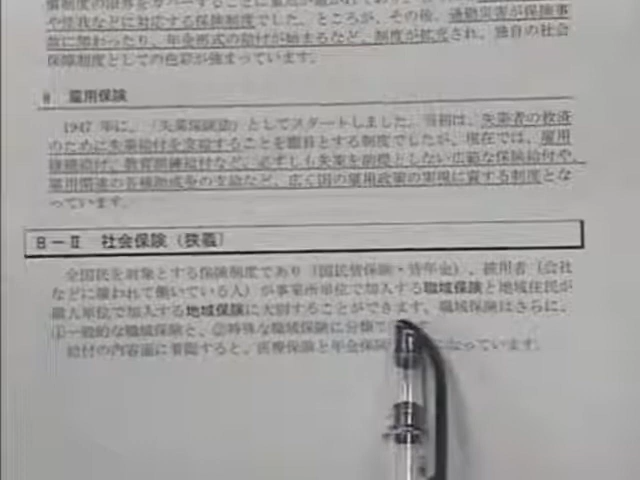 や怪我などに対応する保険制度でした。ところが、その後、通勤災害が保険事
故に加わったり、年金形式の給付が始まるなど、制度が拡充され、独自の社会
保障制度としての色彩が強まっています。
雇用保険
1947年に、(失業保険法)としてスタートしました。当初は、失業者の救済
のために失業給付を支給することを眼目とする制度でしたが、現在では、雇用
継続給付、教育訓練給付など、必ずしも失業を前提としない広範な保険給付や、
雇用関連の各種助成金の支給など、広く国の雇用政策の実現に資する制度とな
っています。
B-Ⅱ 社会保険(狭義)
全国民を対象とする保険制度であり(国民皆保険・皆年金)、被用者(会社
などに雇われて働いている人)が事業所単位で加入する職域保険と地域住民が
個人単位で加入する地域保険に大別することができます。職域保険はさらに、
①一般的な職域保険と、②特殊な職域保険に分類で
給付の内容面に着眼すると、医療保険と年金保険 になっています。